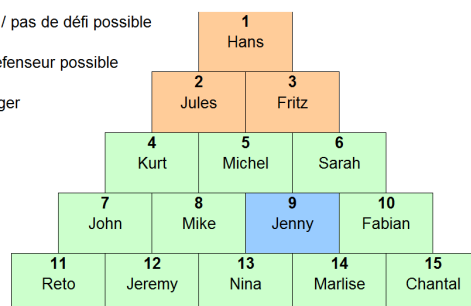 / pas de défi possible
1
Hans
éfenseur possible
2 3
Jules Fritz
ger
4 5 6
Kurt Michel Sarah
7 8 9 10
John Mike Jenny Fabian
11 12 13 14 15
Reto Jeremy Nina Marlise Chantal